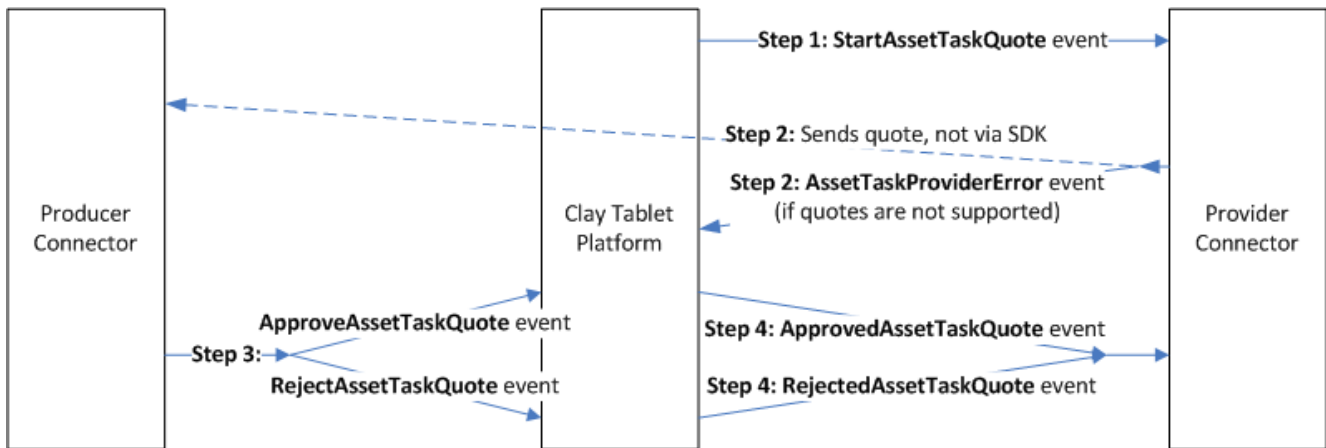 Step 1: StartAssetTaskQuote event
Step 2: Sends quote, not via SDK
Step 2: AssetTaskProviderError event
(if quotes are not supported)
Producer
Connector
Clay Tablet
Platform
Provider
Connector
ApproveAssetTaskQuote event
Step 3:
RejectAssetTaskQuote event
Step 4: ApprovedAssetTaskQuote event
Step 4: RejectedAssetTaskQuote event